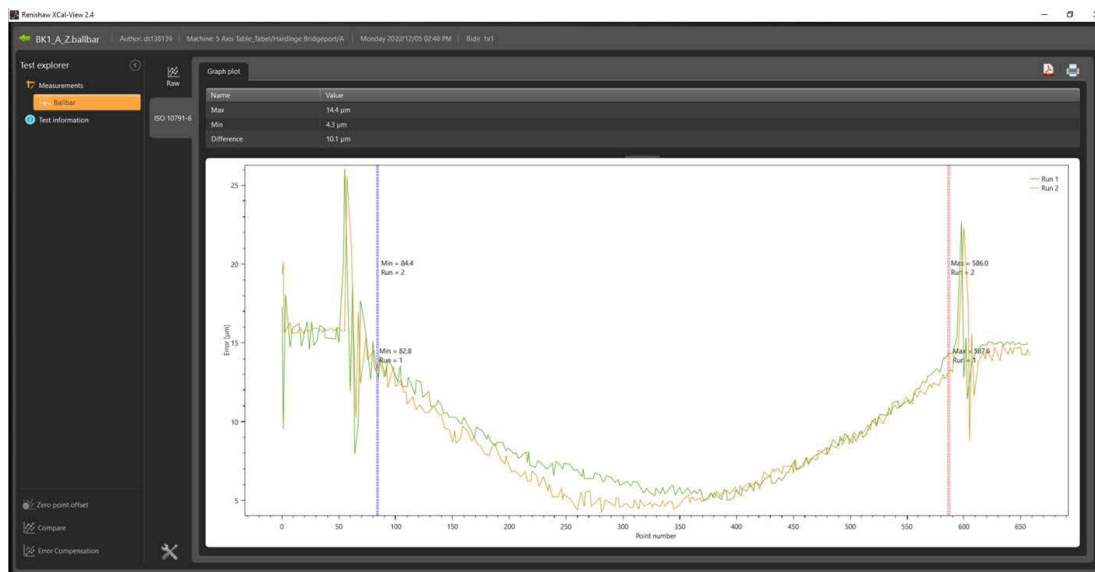 Renishaw XCal-View 2.4
BK1_A_Z.ballbar Author: dt138139 Machine: 5 Axis Table_Tabel/Hardinge Bridgeport/A Monday 2022/12/05 02:48 PM Bidir 1x1
Test explorer
Measurements
Ballbar
Test information
Raw
ISO 10791-6
Graph plot
Name Value
Max 14.4 µm
Min 4.3 µm
Difference 10.1 µm
Run 1
Run 2
Min = 84.4
Run = 2
Max = 586.0
Run = 2
Min = 82.8
Run = 1
Max = 587.6
Run = 1
Error [µm]
25
20
15
10
5
0 50 100 150 200 250 300 350 400 450 500 550 600 650
Point number
Zero point offset
Compare
Error Compensation